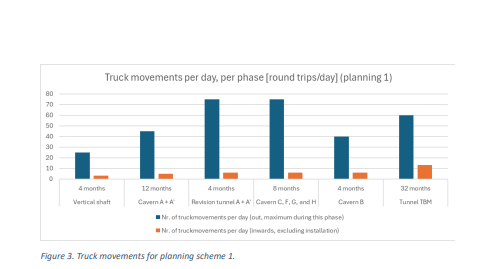 Truck movements per day, per phase [round trips/day] (planning 1)
80
70
60
50
40
30
20
10
0
4 months 12 months 4 months 8 months 4 months 32 months
Vertical shaft Cavern A + A' Revision tunnel A + A' Cavern C, F, G, and H Cavern B Tunnel TBM
Nr. of truckmovements per day (out, maximum during this phase)
Nr. of truckmovements per day (inwards, excluding installation)
Figure 3. Truck movements for planning scheme 1.